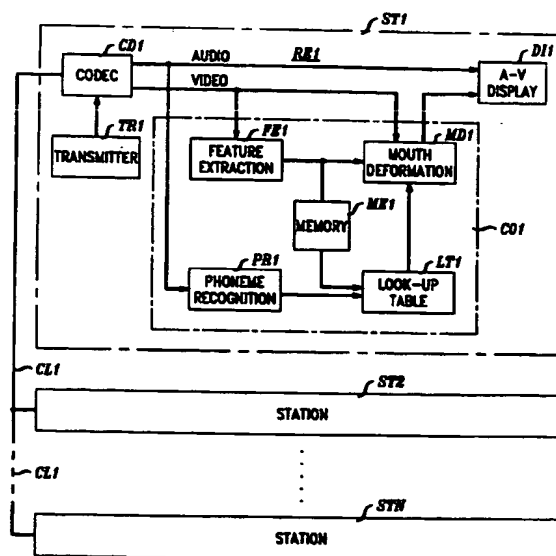 ST1
CD1
DI1
CODEC
AUDIO
RE1
A-V
DISPLAY
VIDEO
TR1
FE1
MD1
TRANSMITTER
FEATURE
EXTRACTION
MOUTH
DEFORMATION
ME1
MEMORY
CO1
PR1
LT1
PHONEME
RECOGNITION
LOOK-UP
TABLE
CL1
ST2
STATION
CL1
STN
STATION